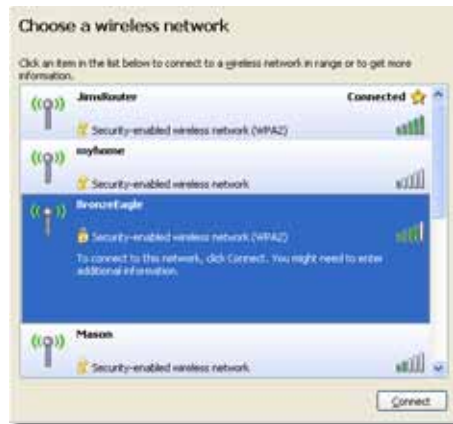 Choose a wireless network
Click an item in the list below to connect to a wireless network in range or to get more
information.
JimsRouter Connected
Security-enabled wireless network (WPA2)
myhome
Security-enabled wireless network
BronzeEagle
Security-enabled wireless network (WPA2)
To connect to this network, click Connect. You might need to enter
additional information.
Mason
Security-enabled wireless network
Connect